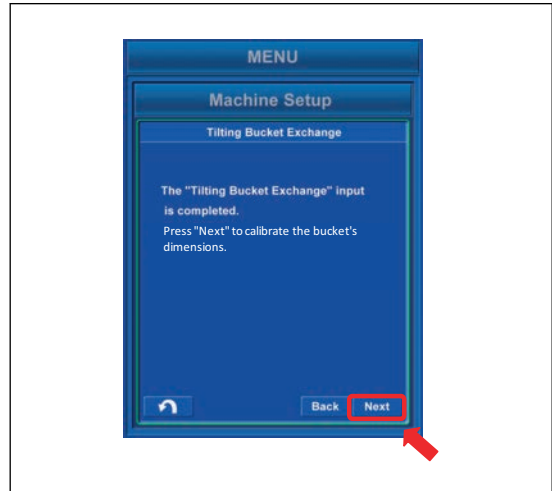 MENU
Machine Setup
Tilting Bucket Exchange
The "Tilting Bucket Exchange" input
is completed.
Press "Next" to calibrate the bucket's
dimensions.
Back Next